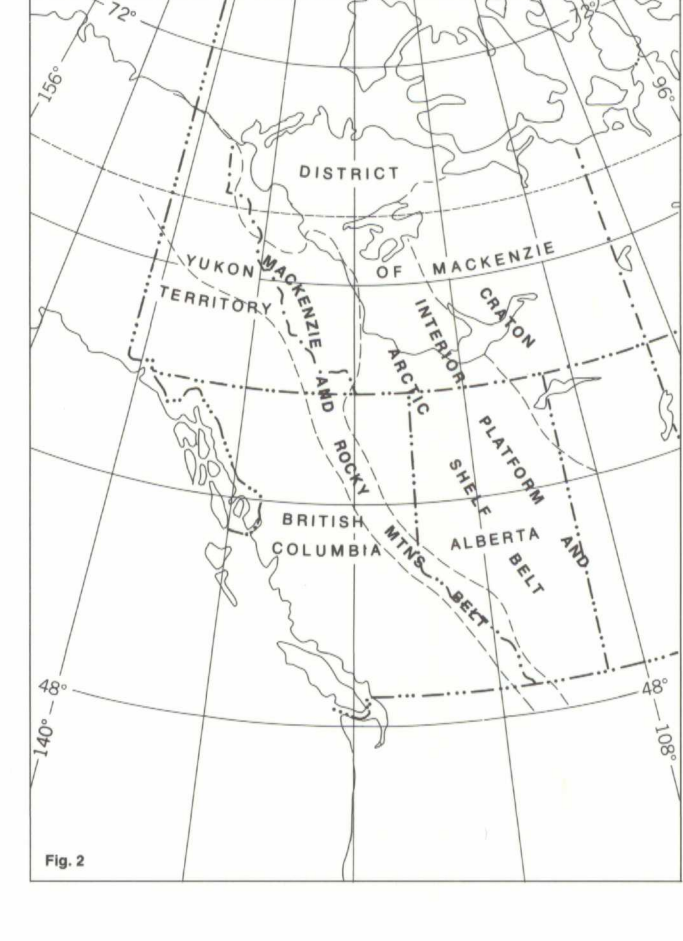 72°
72°
156°
96°
DISTRICT
YUKON
OF MACKENZIE
TERRITORY
MACKENZIE AND ROCKY MTNS BELT
CRATON
INTERIOR PLATFORM AND
ARCTIC SHELF BELT
BRITISH
COLUMBIA
ALBERTA
48°
48°
140°
108°
Fig. 2